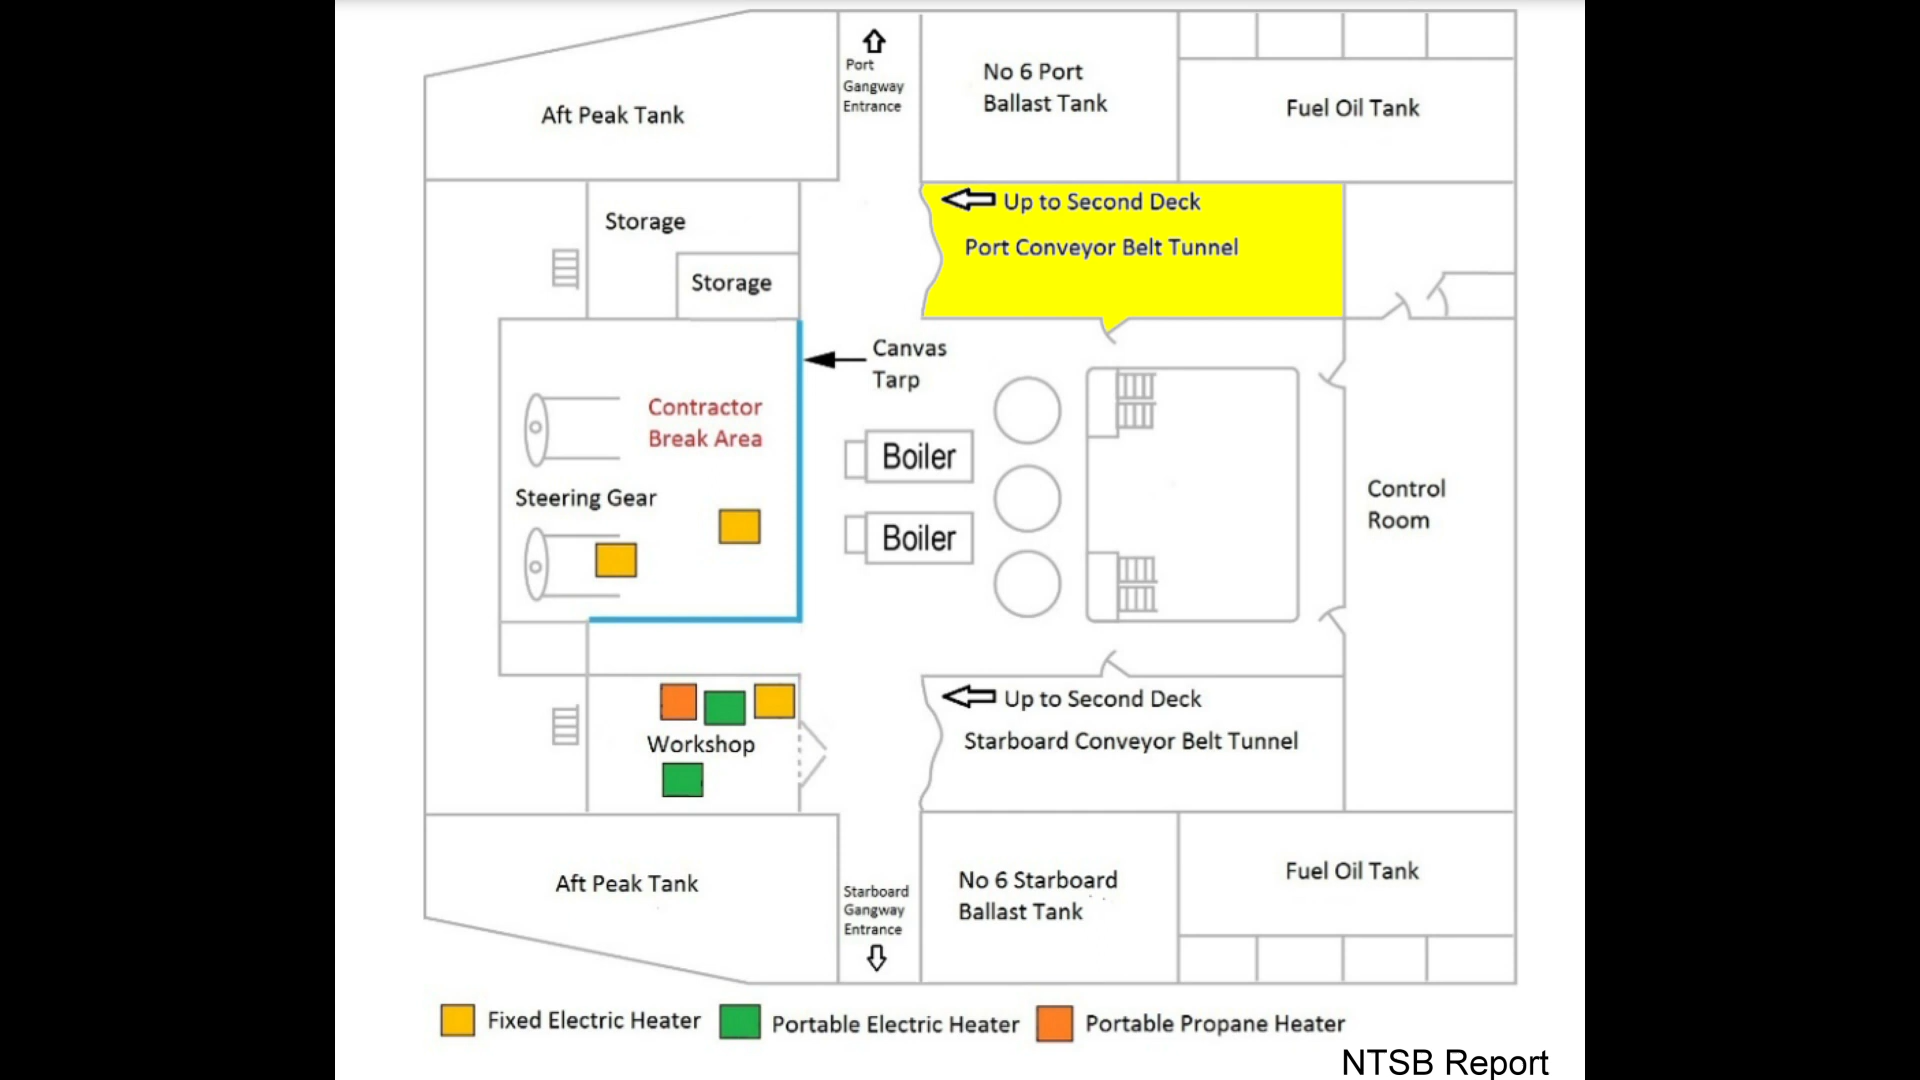 Port
Gangway
Entrance
No 6 Port
Ballast Tank
Fuel Oil Tank
Aft Peak Tank
Up to Second Deck
Port Conveyor Belt Tunnel
Storage
Storage
Canvas
Tarp
Contractor
Break Area
Boiler
Steering Gear
Boiler
Control
Room
Up to Second Deck
Starboard Conveyor Belt Tunnel
Workshop
Aft Peak Tank
Starboard
Gangway
Entrance
No 6 Starboard
Ballast Tank
Fuel Oil Tank
Fixed Electric Heater
Portable Electric Heater
Portable Propane Heater
NTSB Report